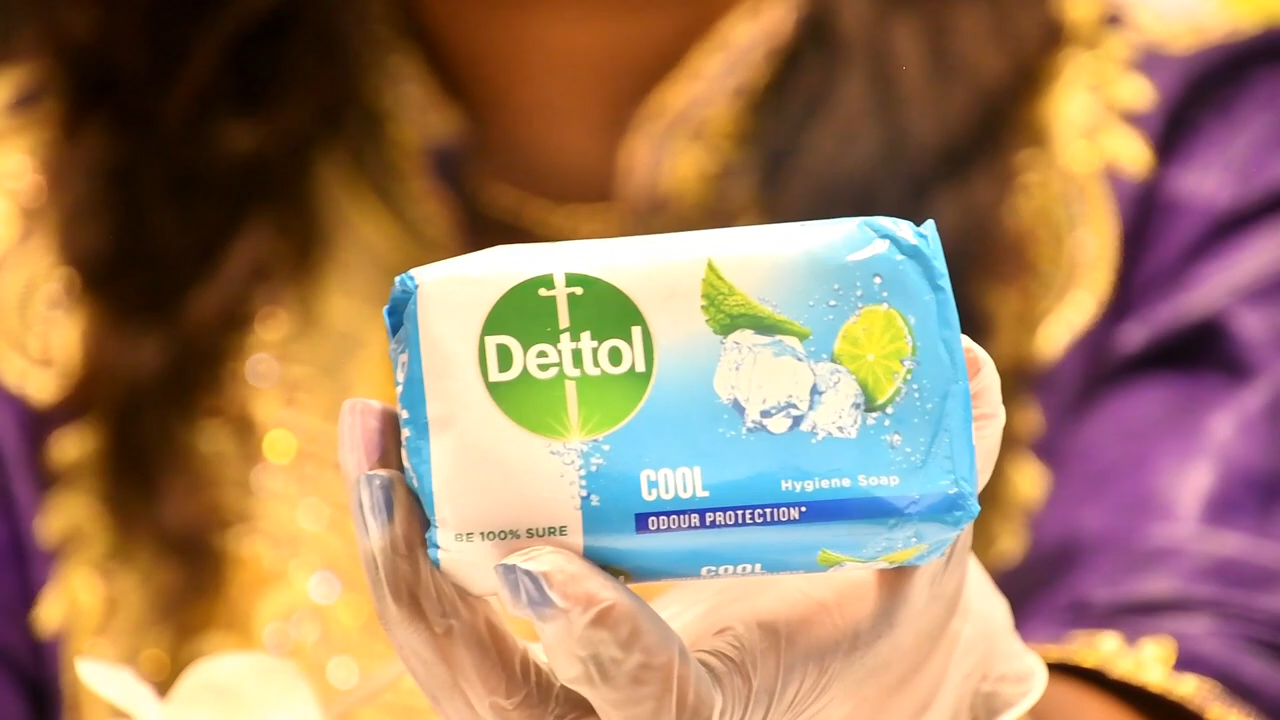 Dettol
COOL
Hygiene Soap
ODOUR PROTECTION*
BE 100% SURE
COOL